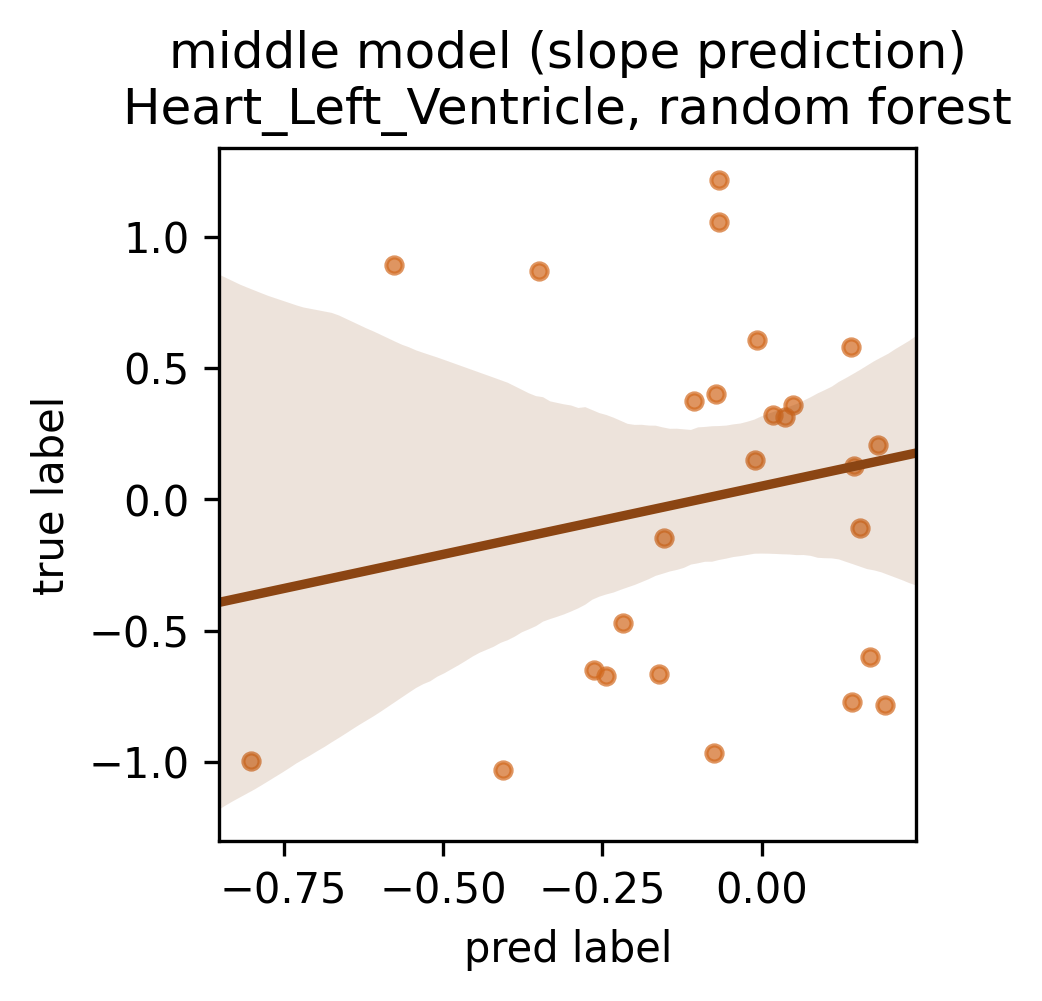 middle model (slope prediction)
Heart_Left_Ventricle, random forest
1.0
0.5
0.0
−0.5
−1.0
true label
−0.75
−0.50
−0.25
0.00
pred label